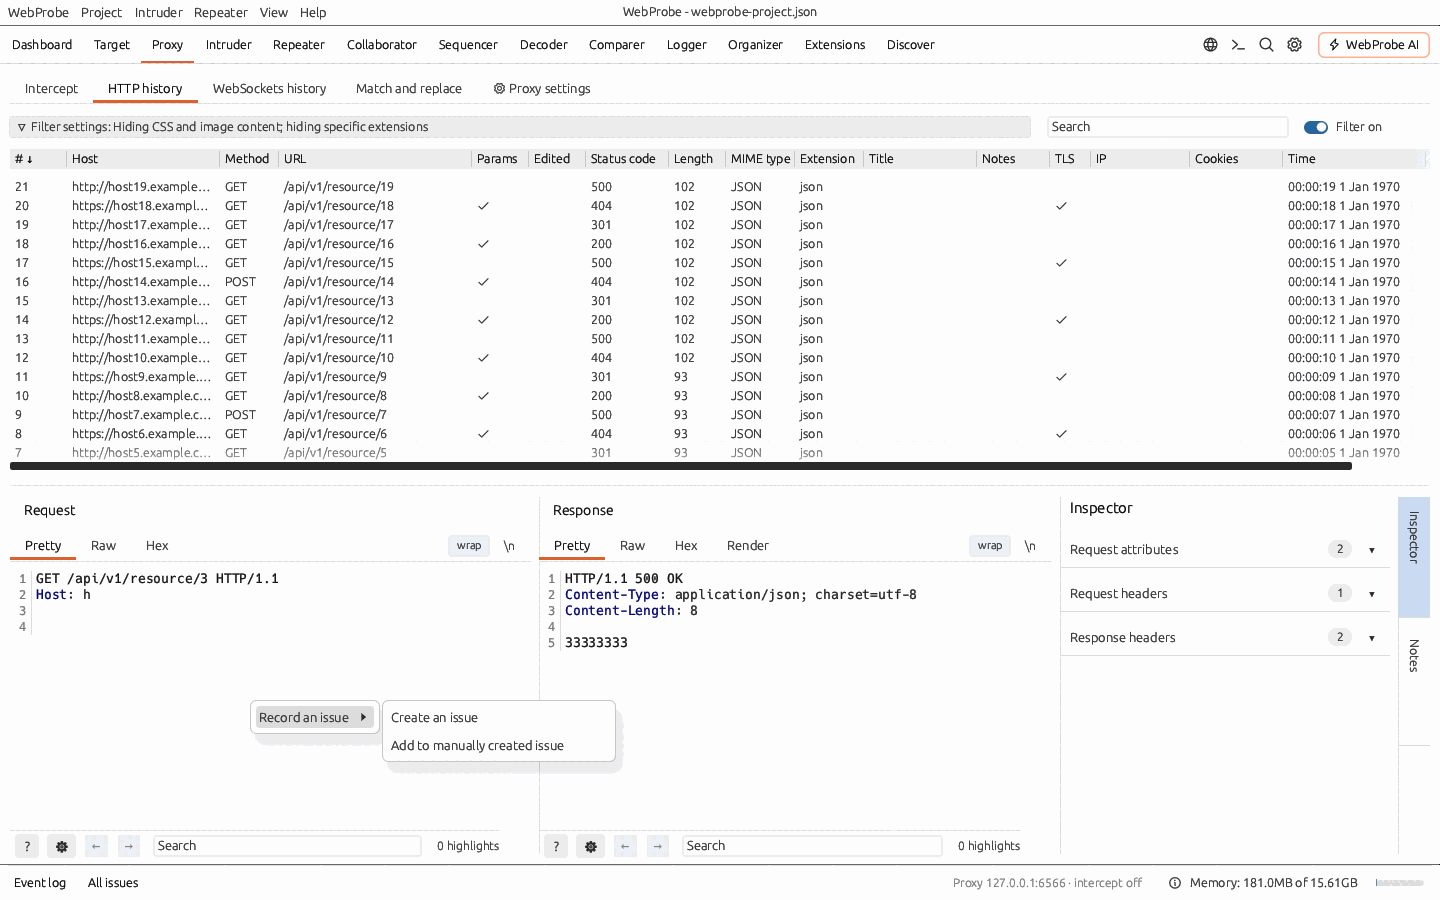 WebProbe Project Intruder Repeater View Help WebProbe - webprobe-project.json
Dashboard Target Proxy Intruder Repeater Collaborator Sequencer Decoder Comparer Logger Organizer Extensions Discover WebProbe AI
Intercept HTTP history WebSockets history Match and replace Proxy settings
Filter settings: Hiding CSS and image content; hiding specific extensions Search Filter on
# ↓ Host Method URL Params Edited Status code Length MIME type Extension Title Notes TLS IP Cookies Time
21 http://host19.example... GET /api/v1/resource/19 500 102 JSON json 00:00:19 1 Jan 1970
20 https://host18.exampl... GET /api/v1/resource/18 ✓ 404 102 JSON json ✓ 00:00:18 1 Jan 1970
19 http://host17.example... GET /api/v1/resource/17 301 102 JSON json 00:00:17 1 Jan 1970
18 http://host16.example... GET /api/v1/resource/16 ✓ 200 102 JSON json 00:00:16 1 Jan 1970
17 https://host15.exampl... GET /api/v1/resource/15 500 102 JSON json ✓ 00:00:15 1 Jan 1970
16 http://host14.example... POST /api/v1/resource/14 ✓ 404 102 JSON json 00:00:14 1 Jan 1970
15 http://host13.example... GET /api/v1/resource/13 301 102 JSON json 00:00:13 1 Jan 1970
14 https://host12.exampl... GET /api/v1/resource/12 ✓ 200 102 JSON json ✓ 00:00:12 1 Jan 1970
13 http://host11.example... GET /api/v1/resource/11 500 102 JSON json 00:00:11 1 Jan 1970
12 http://host10.example... GET /api/v1/resource/10 ✓ 404 102 JSON json 00:00:10 1 Jan 1970
11 https://host9.example.... GET /api/v1/resource/9 301 93 JSON json ✓ 00:00:09 1 Jan 1970
10 http://host8.example.c... GET /api/v1/resource/8 ✓ 200 93 JSON json 00:00:08 1 Jan 1970
9 http://host7.example.c... POST /api/v1/resource/7 500 93 JSON json 00:00:07 1 Jan 1970
8 https://host6.example.... GET /api/v1/resource/6 ✓ 404 93 JSON json ✓ 00:00:06 1 Jan 1970
7 http://host5.example.c... GET /api/v1/resource/5 301 93 JSON json 00:00:05 1 Jan 1970
Request
Pretty Raw Hex wrap \n
1 GET /api/v1/resource/3 HTTP/1.1
2 Host: h
3
4
Record an issue
Create an issue
Add to manually created issue
? Search 0 highlights
Response
Pretty Raw Hex Render wrap \n
1 HTTP/1.1 500 OK
2 Content-Type: application/json; charset=utf-8
3 Content-Length: 8
4
5 33333333
? Search 0 highlights
Inspector
Request attributes 2
Request headers 1
Response headers 2
Inspector
Notes
Event log All issues Proxy 127.0.0.1:6566 · intercept off Memory: 181.0MB of 15.61GB